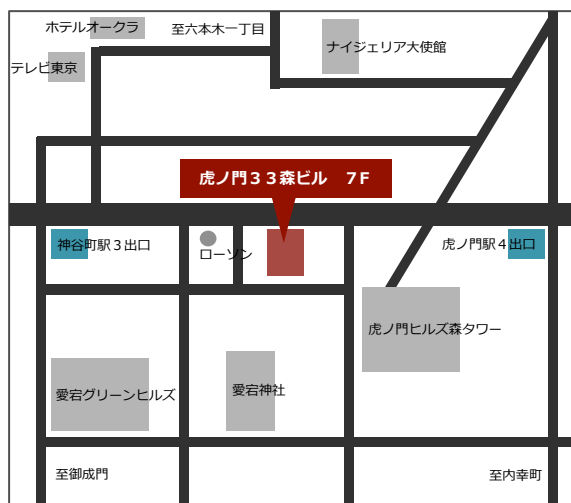 ホテルオークラ
至六本木一丁目
ナイジェリア大使館
テレビ東京
虎ノ門33森ビル 7F
神谷町駅3出口
ローソン
虎ノ門駅4出口
虎ノ門ヒルズ森タワー
愛宕グリーンヒルズ
愛宕神社
至御成門
至内幸町